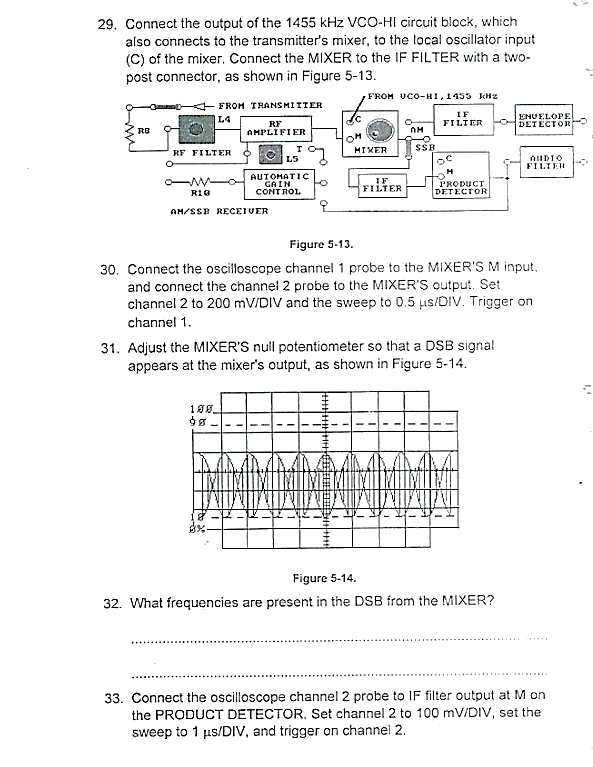 29. Connect the output of the 1455 kHz VCO-HI circuit block, which
also connects to the transmitter's mixer, to the local oscillator input
(C) of the mixer. Connect the MIXER to the IF FILTER with a two-
post connector, as shown in Figure 5-13.
FROM VCO-HI, 1455 kHz
FROM TRANSMITTER
R8
L4
RF FILTER
RF
AMPLIFIER
L5
T
C
M
MIXER
AM
SSB
IF
FILTER
ENVELOPE
DETECTOR
C
M
PRODUCT
DETECTOR
AUDIO
FILTER
IF
FILTER
R10
AUTOMATIC
GAIN
CONTROL
AM/SSB RECEIVER
Figure 5-13.
30. Connect the oscilloscope channel 1 probe to the MIXER'S M input,
and connect the channel 2 probe to the MIXER'S output. Set
channel 2 to 200 mV/DIV and the sweep to 0.5 µs/DIV. Trigger on
channel 1.
31. Adjust the MIXER'S null potentiometer so that a DSB signal
appears at the mixer's output, as shown in Figure 5-14.
100
90
10
0%
Figure 5-14.
32. What frequencies are present in the DSB from the MIXER?
33. Connect the oscilloscope channel 2 probe to IF filter output at M on
the PRODUCT DETECTOR. Set channel 2 to 100 mV/DIV, set the
sweep to 1 µs/DIV, and trigger on channel 2.